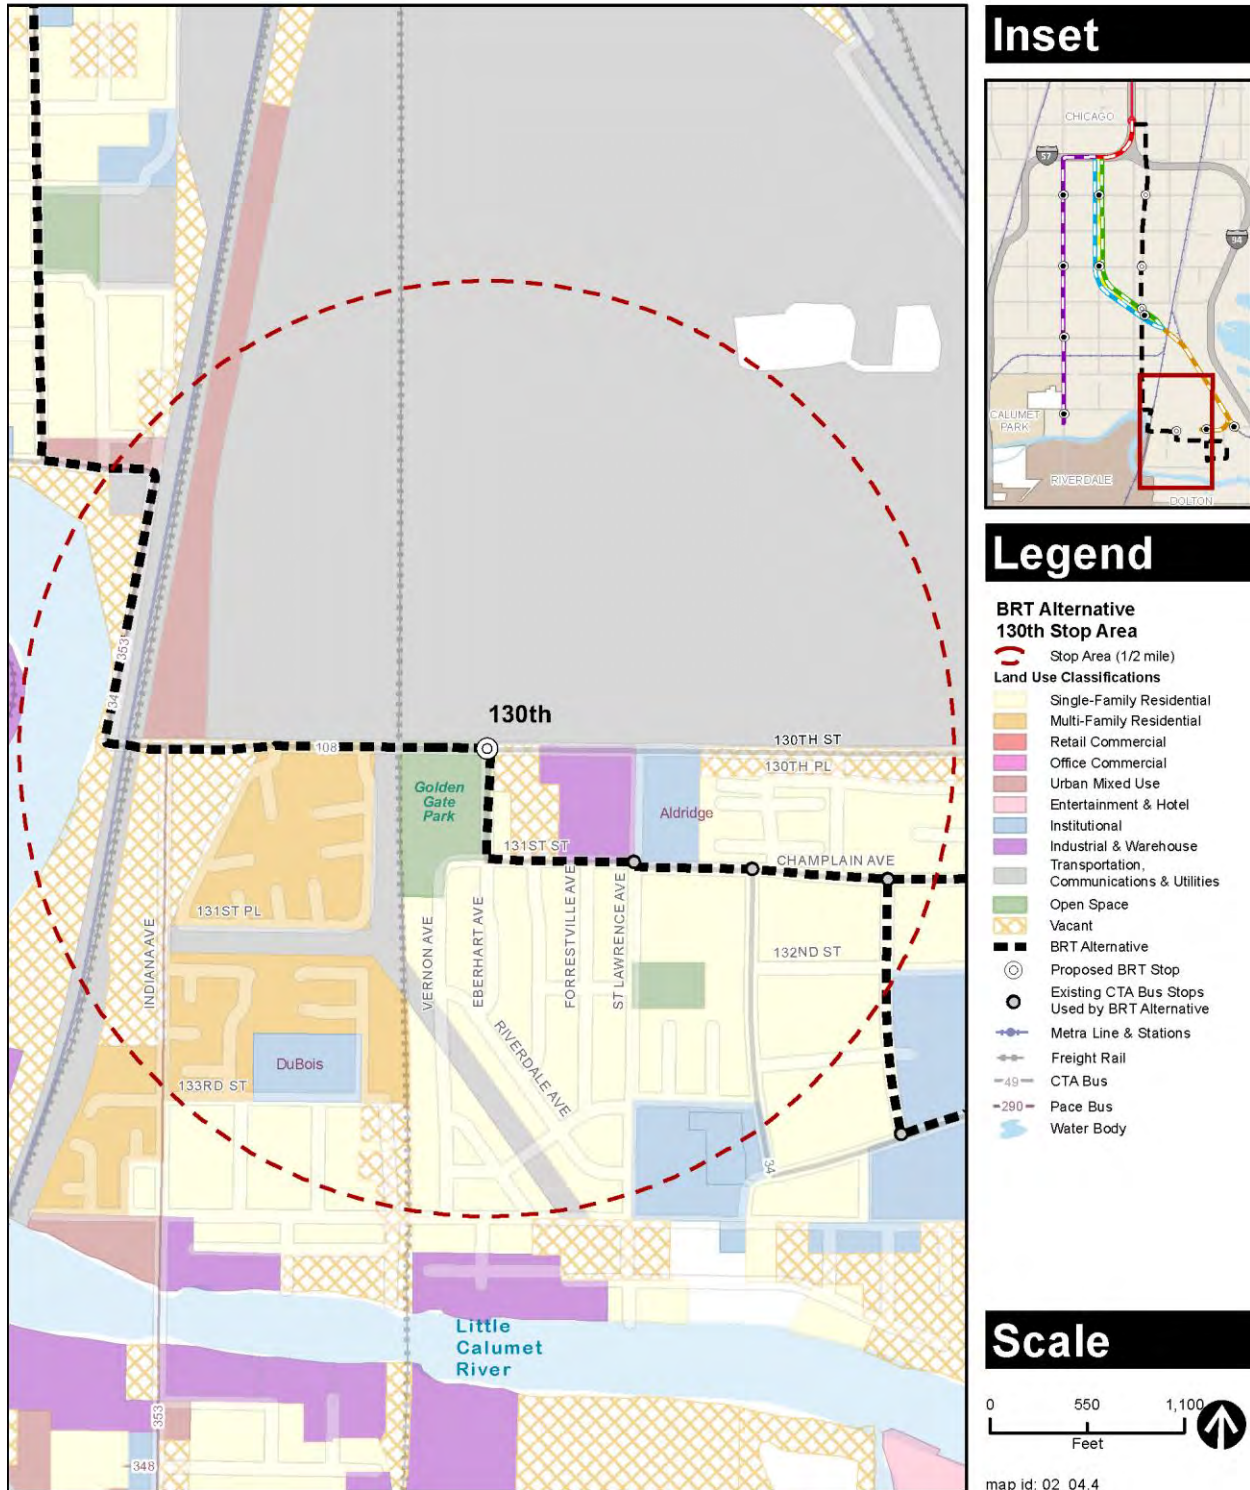 353
34
130th
108
130TH ST
130TH PL
Golden
Gate
Park
Aldridge
131ST ST
CHAMPLAIN AVE
131ST PL
132ND ST
INDIANA AVE
VERNON AVE
EBERHART AVE
FORESTVILLE AVE
ST LAWRENCE AVE
RIVERDALE AVE
DuBois
133RD ST
34
Little
Calumet
River
353
348
Inset
CHICAGO
57
94
CALUMET
PARK
RIVERDALE
DOLTON
Legend
BRT Alternative
130th Stop Area
Stop Area (1/2 mile)
Land Use Classifications
Single-Family Residential
Multi-Family Residential
Retail Commercial
Office Commercial
Urban Mixed Use
Entertainment & Hotel
Institutional
Industrial & Warehouse
Transportation,
Communications & Utilities
Open Space
Vacant
BRT Alternative
Proposed BRT Stop
Existing CTA Bus Stops
Used by BRT Alternative
Metra Line & Stations
Freight Rail
49 CTA Bus
290 Pace Bus
Water Body
Scale
0 550 1,100
Feet
map id: 02_04.4